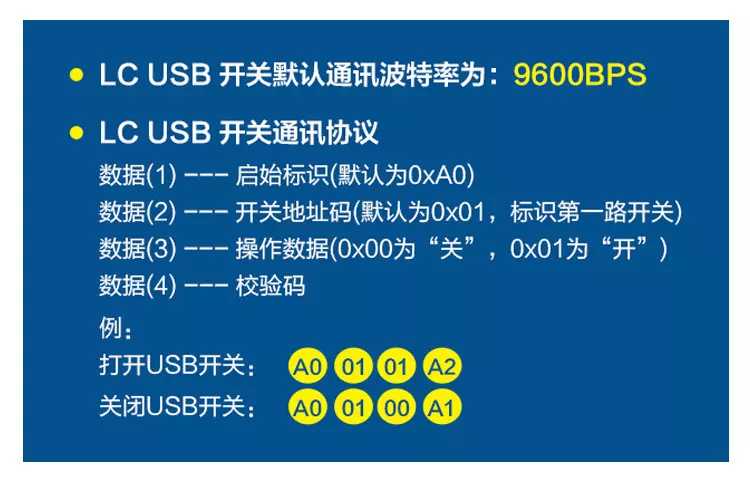 LC USB 开关默认通讯波特率为：9600BPS
LC USB 开关通讯协议
数据(1) --- 启始标识(默认为0xA0)
数据(2) --- 开关地址码(默认为0x01，标识第一路开关)
数据(3) --- 操作数据(0x00为“关”，0x01为“开”)
数据(4) --- 校验码
例：
打开USB开关： A0 01 01 A2
关闭USB开关： A0 01 00 A1